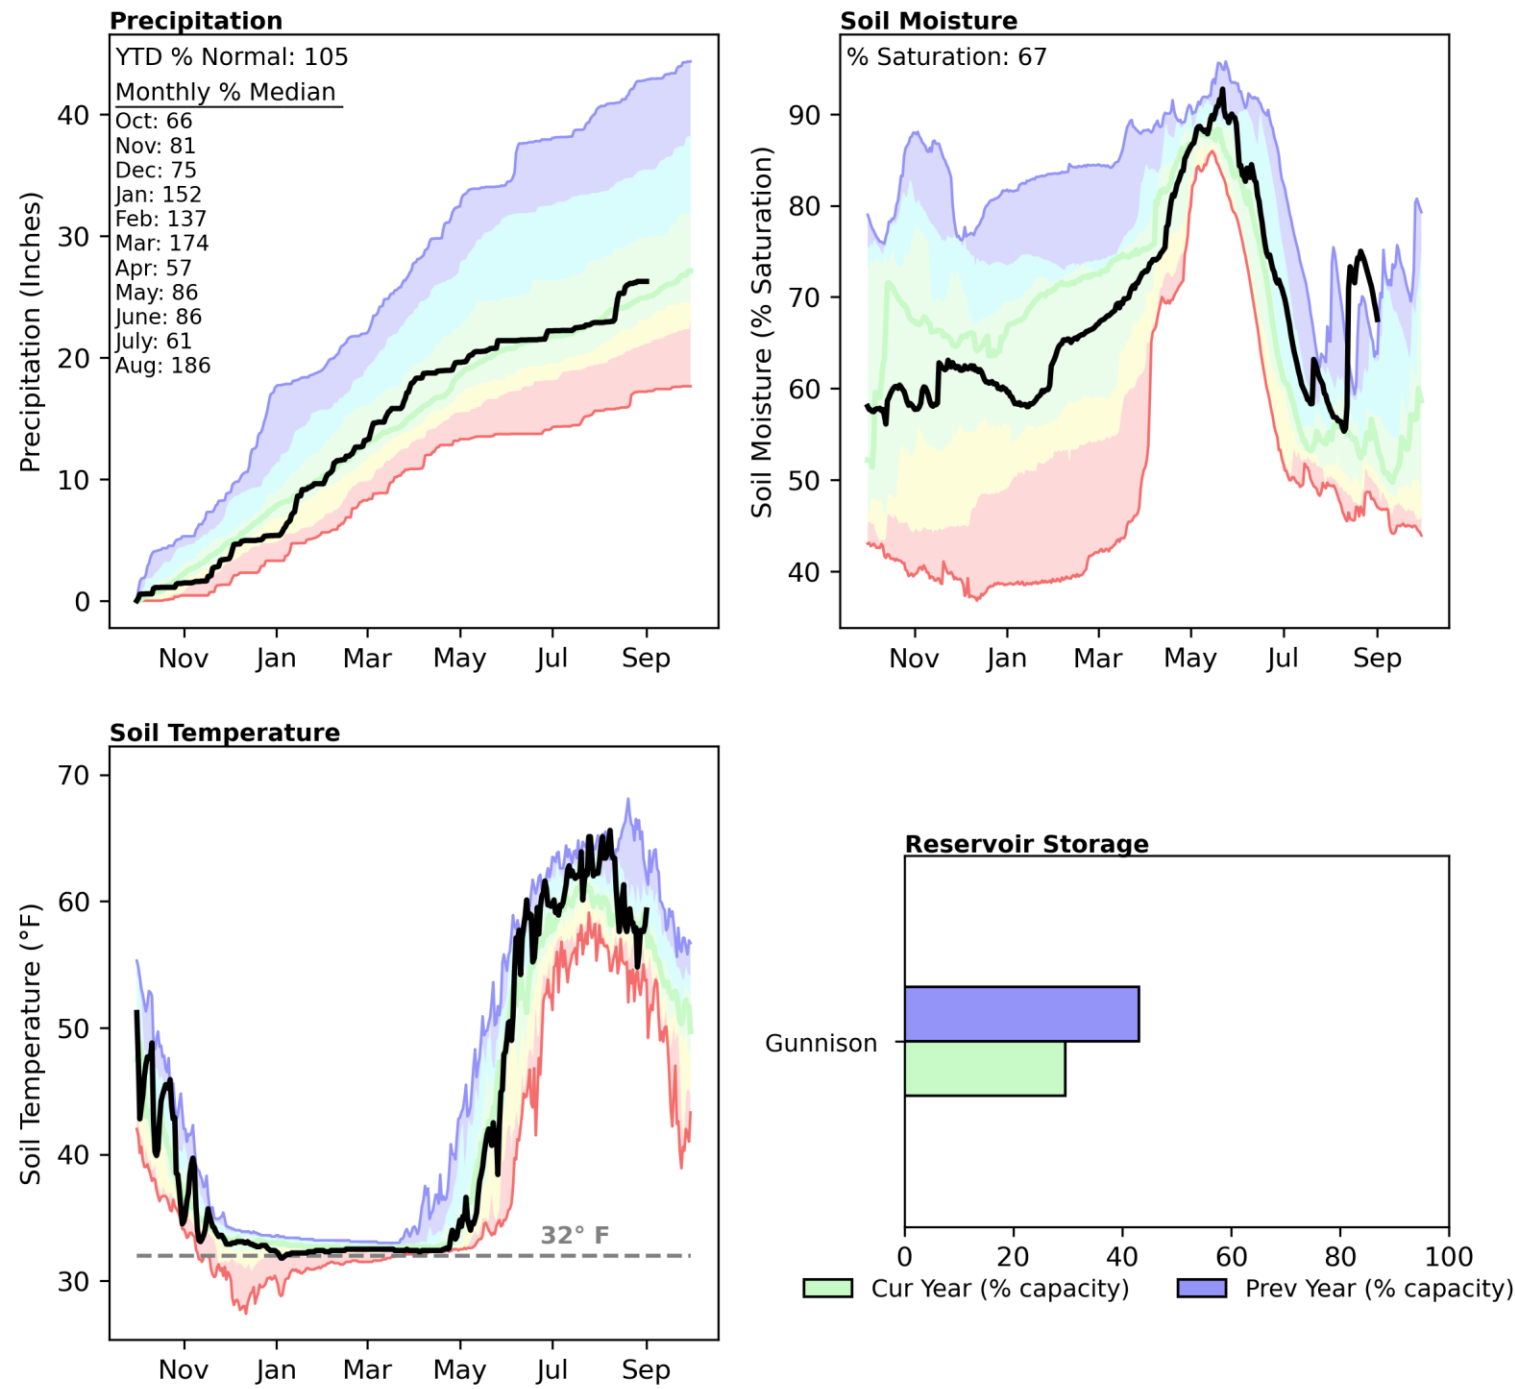 Precipitation
YTD % Normal: 105
Monthly % Median
Oct: 66
Nov: 81
Dec: 75
Jan: 152
Feb: 137
Mar: 174
Apr: 57
May: 86
June: 86
July: 61
Aug: 186
Precipitation (Inches)
40
30
20
10
0
Nov Jan Mar May Jul Sep
Soil Moisture
% Saturation: 67
Soil Moisture (% Saturation)
90
80
70
60
50
40
Nov Jan Mar May Jul Sep
Soil Temperature
Soil Temperature (°F)
70
60
50
40
30
32° F
Nov Jan Mar May Jul Sep
Reservoir Storage
Gunnison
0 20 40 60 80 100
Cur Year (% capacity) Prev Year (% capacity)